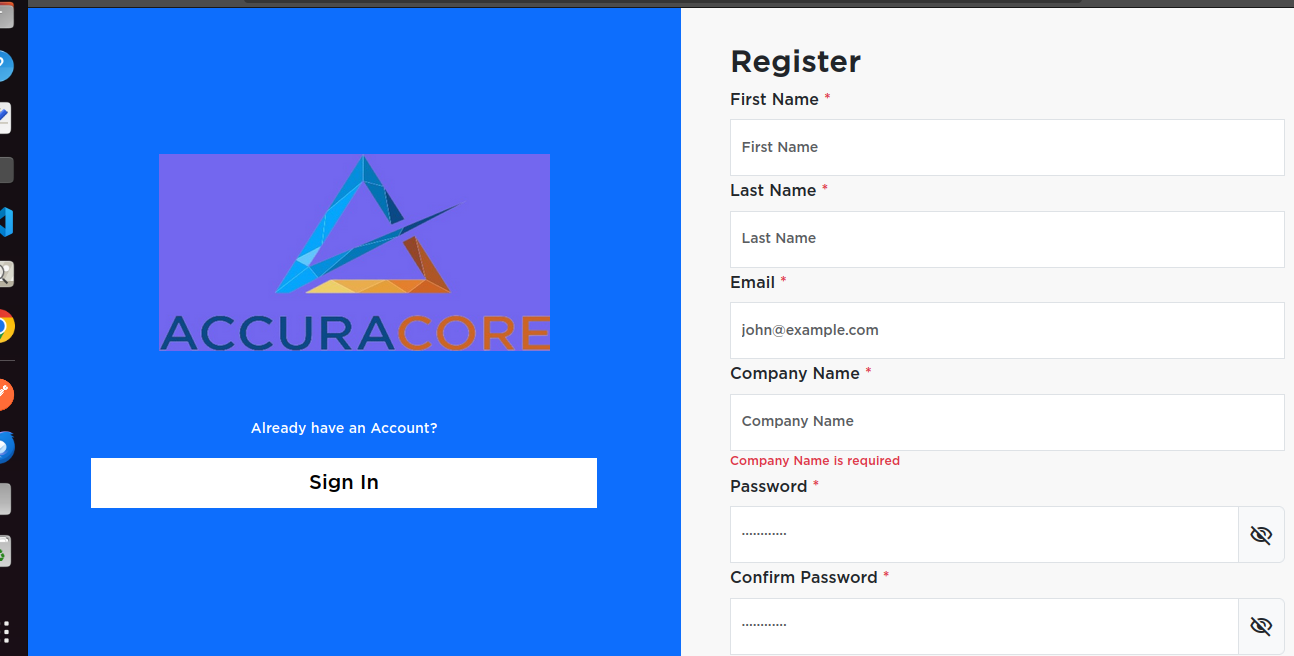 ACCURACORE
Already have an Account?
Sign In
Register
First Name *
First Name
Last Name *
Last Name
Email *
john@example.com
Company Name *
Company Name
Company Name is required
Password *
············
Confirm Password *
············